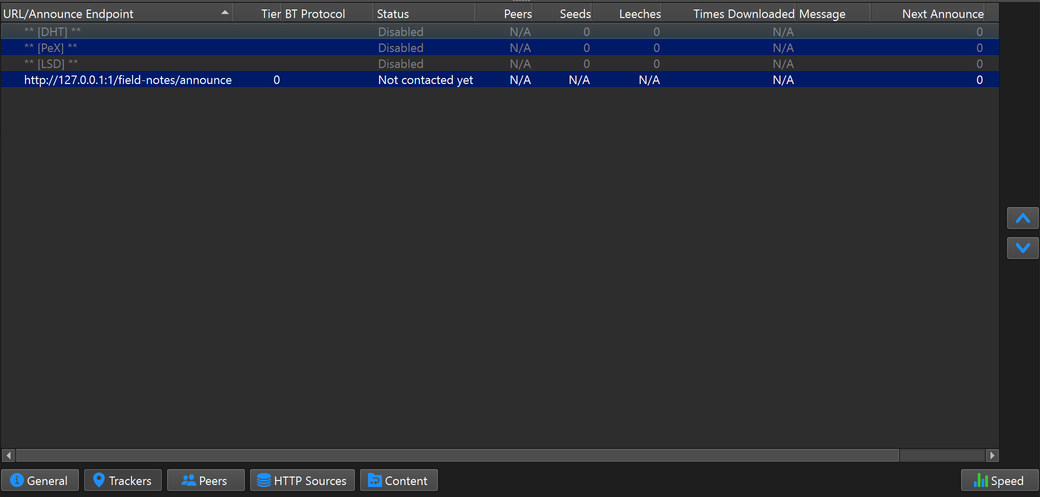 URL/Announce Endpoint Tier BT Protocol Status Peers Seeds Leeches Times Downloaded Message Next Announce
** [DHT] ** Disabled N/A 0 0 N/A 0
** [PeX] ** Disabled N/A 0 0 N/A 0
** [LSD] ** Disabled N/A 0 0 N/A 0
http://127.0.0.1:1/field-notes/announce 0 Not contacted yet N/A N/A N/A N/A 0
General Trackers Peers HTTP Sources Content Speed